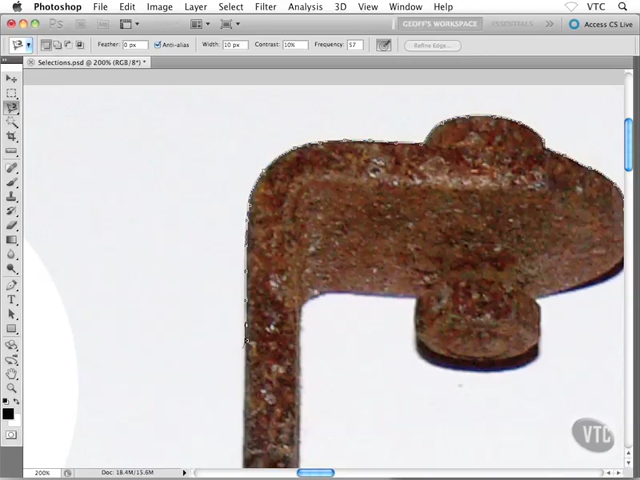 Photoshop File Edit Image Layer Select Filter Analysis 3D View Window Help VTC
GEOFF'S WORKSPACE ESSENTIALS Access CS Live
Feather: 0 px Anti-alias Width: 10 px Contrast: 10% Frequency: 57 Refine Edge...
Selections.psd @ 200% (RGB/8*) *
VTC
200% Doc: 18.4M/15.6M